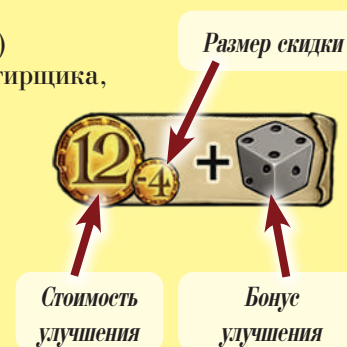 )
Размер скидки
тирщика,
12
-4
+
Стоимость
улучшения
Бонус
улучшения